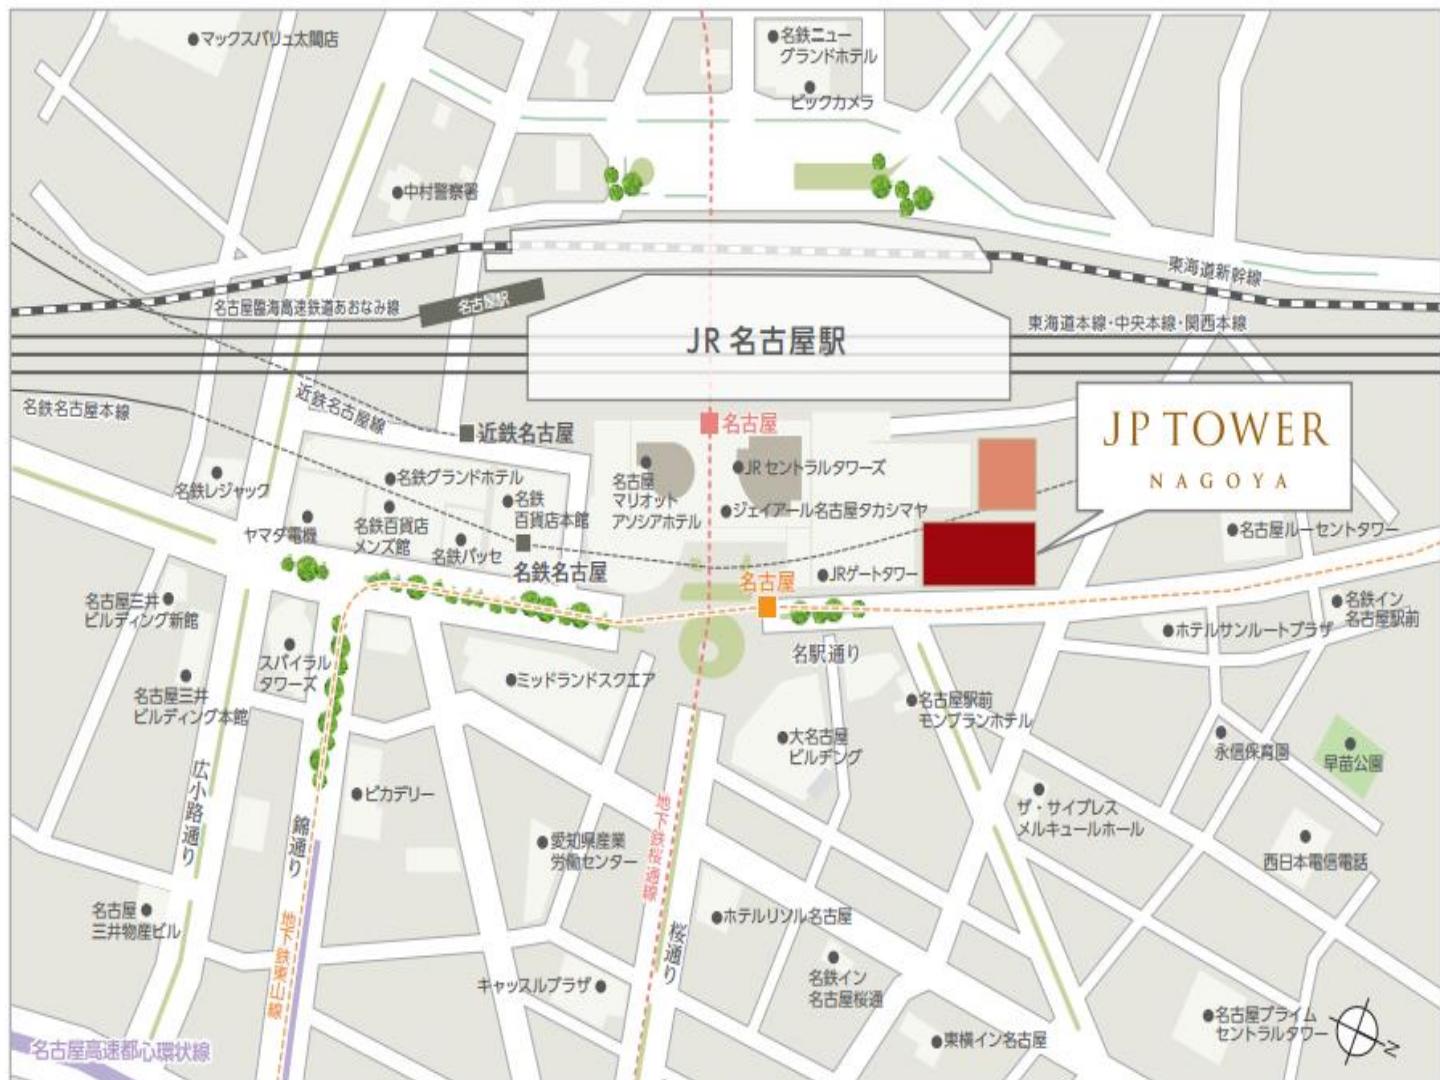 マックスバリュ太閤店
名鉄ニュー
グランドホテル
ビックカメラ
中村警察署
東海道新幹線
名古屋臨海高速鉄道あおなみ線
名古屋駅
JR 名古屋駅
東海道本線・中央本線・関西本線
名鉄名古屋本線
近鉄名古屋線
近鉄名古屋
名古屋
JP TOWER
NAGOYA
名鉄レジャック
名鉄グランドホテル
名鉄
百貨店本館
名古屋
マリオット
アソシアホテル
JR セントラルタワーズ
ジェイアール名古屋タカシマヤ
ヤマダ電機
名鉄百貨店
メンズ館
名鉄パッセ
名鉄名古屋
名古屋
JRゲートタワー
名古屋ルーセントタワー
名古屋三井
ビルディング新館
名鉄イン
名古屋駅前
ホテルサンルートプラザ
スパイラル
タワーズ
名駅通り
ミッドランドスクエア
名古屋三井
ビルディング本館
名古屋駅前
モンブランホテル
大名古屋
ビルヂング
永信保育園
早苗公園
広小路通り
ピカデリー
錦通り
地下鉄桜通線
ザ・サイプレス
メルキュールホール
愛知県産業
労働センター
西日本電信電話
名古屋
三井物産ビル
地下鉄東山線
ホテルリソル名古屋
桜通り
キャッスルプラザ
名鉄イン
名古屋桜通
名古屋プライム
セントラルタワー
東横イン名古屋
名古屋高速都心環状線
N